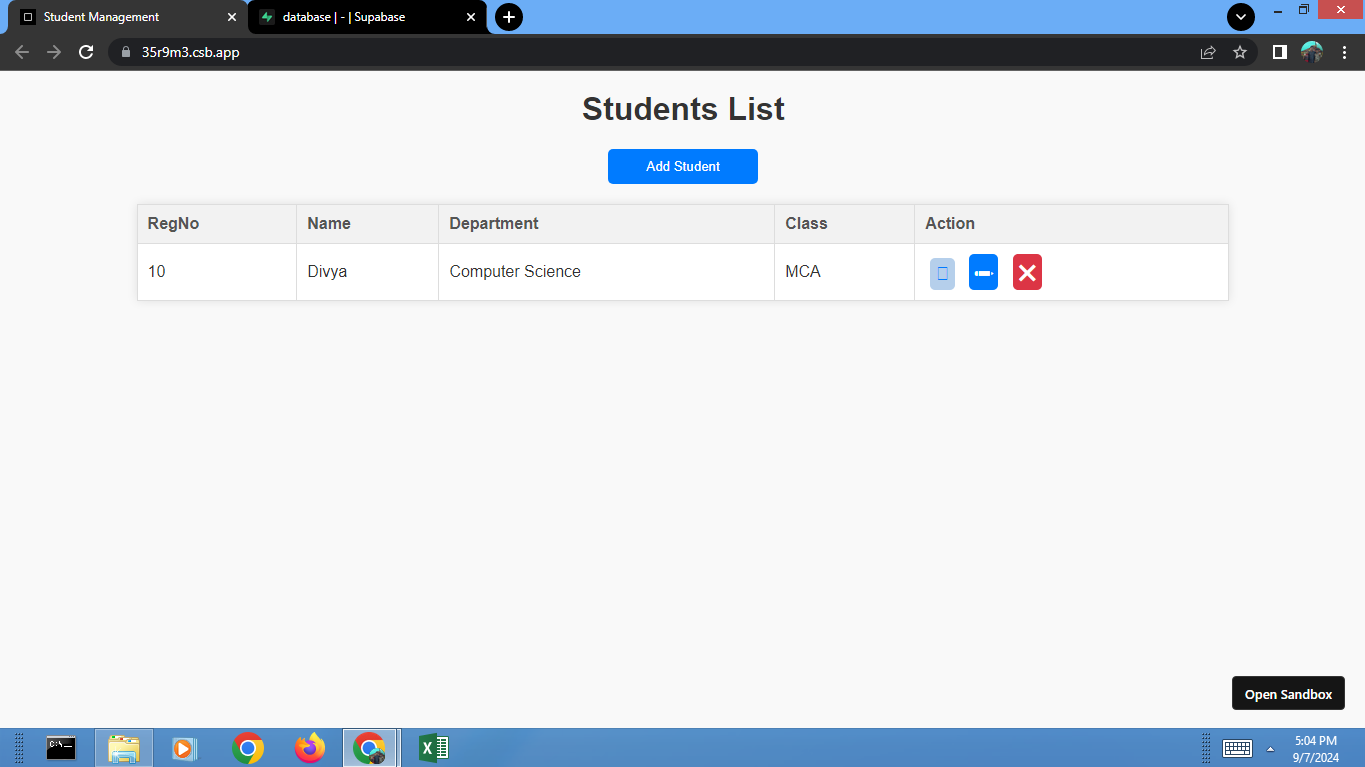 Student Management
database | - | Supabase
35r9m3.csb.app
Students List
Add Student
RegNo Name Department Class Action
10 Divya Computer Science MCA
Open Sandbox
C:\_
5:04 PM
9/7/2024